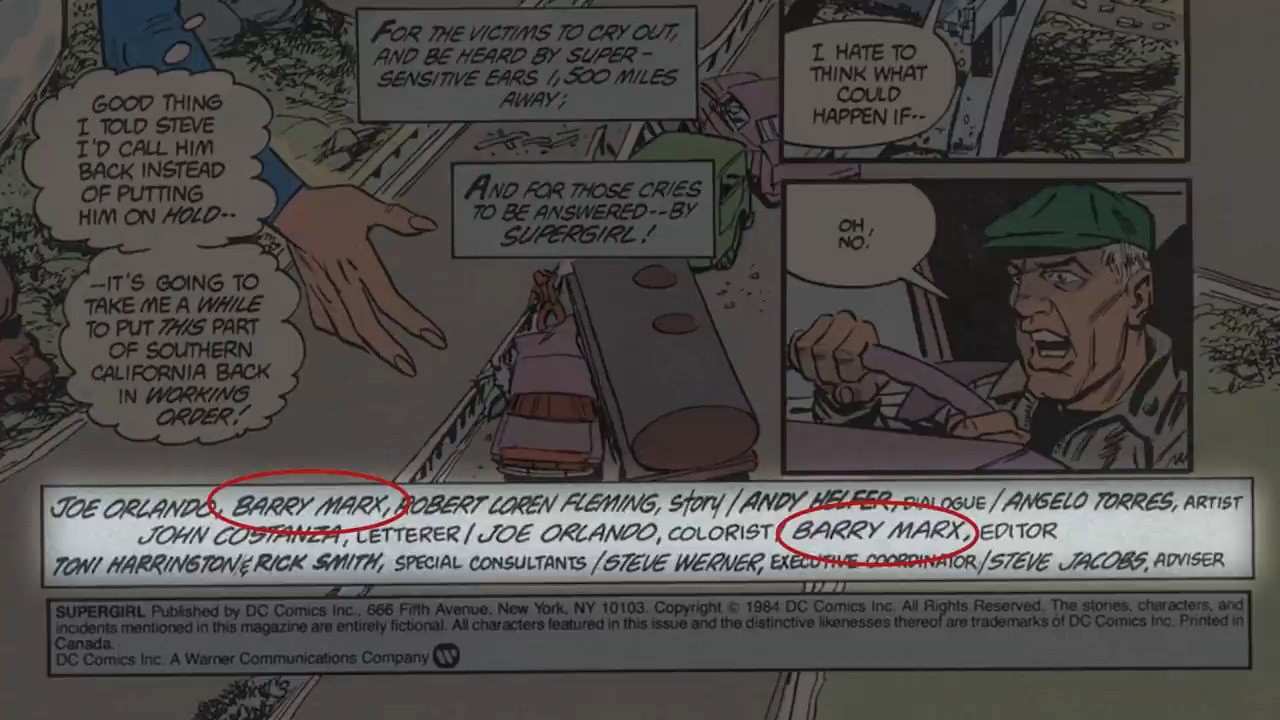 FOR THE VICTIMS TO CRY OUT,
AND BE HEARD BY SUPER-
SENSITIVE EARS 1,500 MILES
AWAY;
I HATE TO
THINK WHAT
COULD
HAPPEN IF--
GOOD THING
I TOLD STEVE
I'D CALL HIM
BACK INSTEAD
OF PUTTING
HIM ON HOLD--
AND FOR THOSE CRIES
TO BE ANSWERED--BY
SUPERGIRL!
OH,
NO!
--IT'S GOING TO
TAKE ME A WHILE
TO PUT THIS PART
OF SOUTHERN
CALIFORNIA BACK
IN WORKING
ORDER!
JOE ORLANDO, BARRY MARX, ROBERT LOREN FLEMING, Story / ANDY HELFER, DIALOGUE / ANGELO TORRES, ARTIST
JOHN COSTANZA, LETTERER / JOE ORLANDO, COLORIST / BARRY MARX, EDITOR
TONI HARRINGTON & RICK SMITH, SPECIAL CONSULTANTS / STEVE WERNER, EXECUTIVE COORDINATOR / STEVE JACOBS, ADVISER
SUPERGIRL Published by DC Comics Inc., 666 Fifth Avenue, New York, NY 10103. Copyright © 1984 DC Comics Inc. All Rights Reserved. The stories, characters, and
incidents mentioned in this magazine are entirely fictional. All characters featured in this issue and the distinctive likenesses thereof are trademarks of DC Comics Inc. Printed in
Canada.
DC Comics Inc. A Warner Communications Company